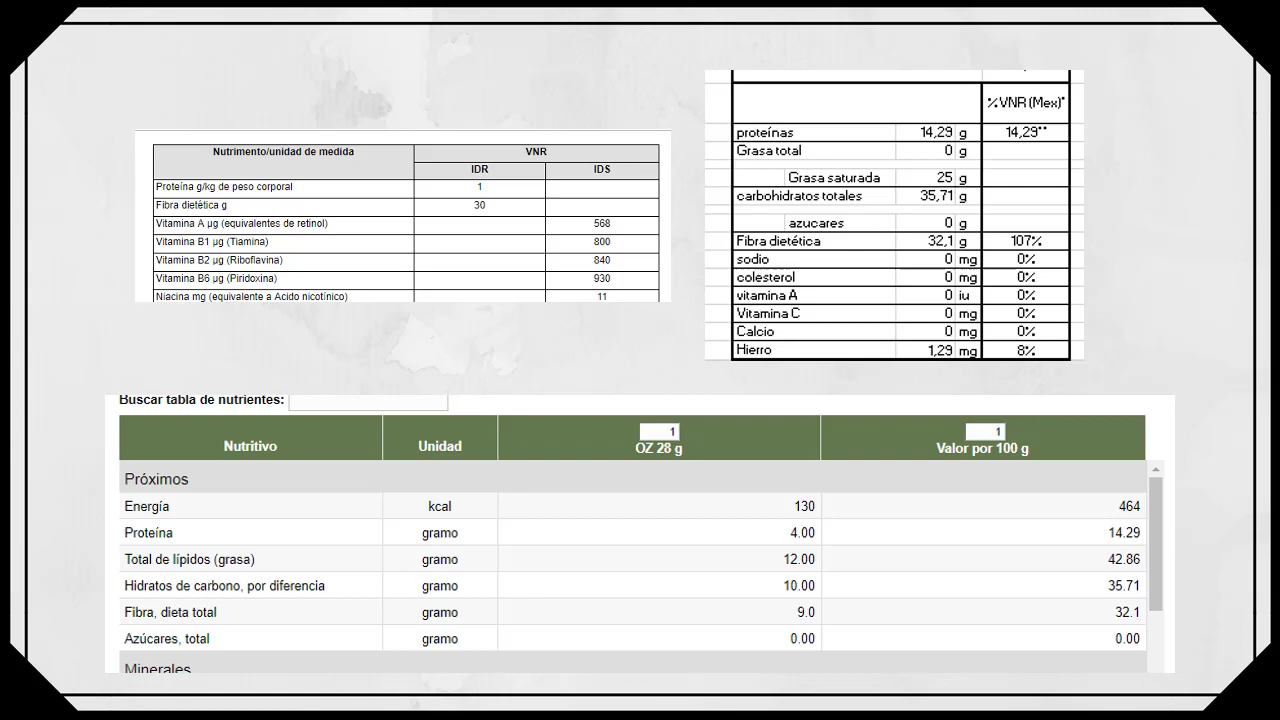 Nutrimento/unidad de medida VNR
IDR IDS
Proteína g/kg de peso corporal 1
Fibra dietética g 30
Vitamina A µg (equivalentes de retinol) 568
Vitamina B1 µg (Tiamina) 800
Vitamina B2 µg (Riboflavina) 840
Vitamina B6 µg (Piridoxina) 930
Niacina mg (equivalente a Acido nicotínico) 11
%VNR(Mex)*
proteínas 14,29 g 14,29**
Grasa total 0 g
Grasa saturada 25 g
carbohidratos totales 35,71 g
azucares 0 g
Fibra dietética 32,1 g 107%
sodio 0 mg 0%
colesterol 0 mg 0%
vitamina A 0 iu 0%
Vitamina C 0 mg 0%
Calcio 0 mg 0%
Hierro 1,29 mg 8%
Buscar tabla de nutrientes:
1 1
Nutritivo Unidad OZ 28 g Valor por 100 g
Próximos
Energía kcal 130 464
Proteína gramo 4.00 14.29
Total de lípidos (grasa) gramo 12.00 42.86
Hidratos de carbono, por diferencia gramo 10.00 35.71
Fibra, dieta total gramo 9.0 32.1
Azúcares, total gramo 0.00 0.00
Minerales